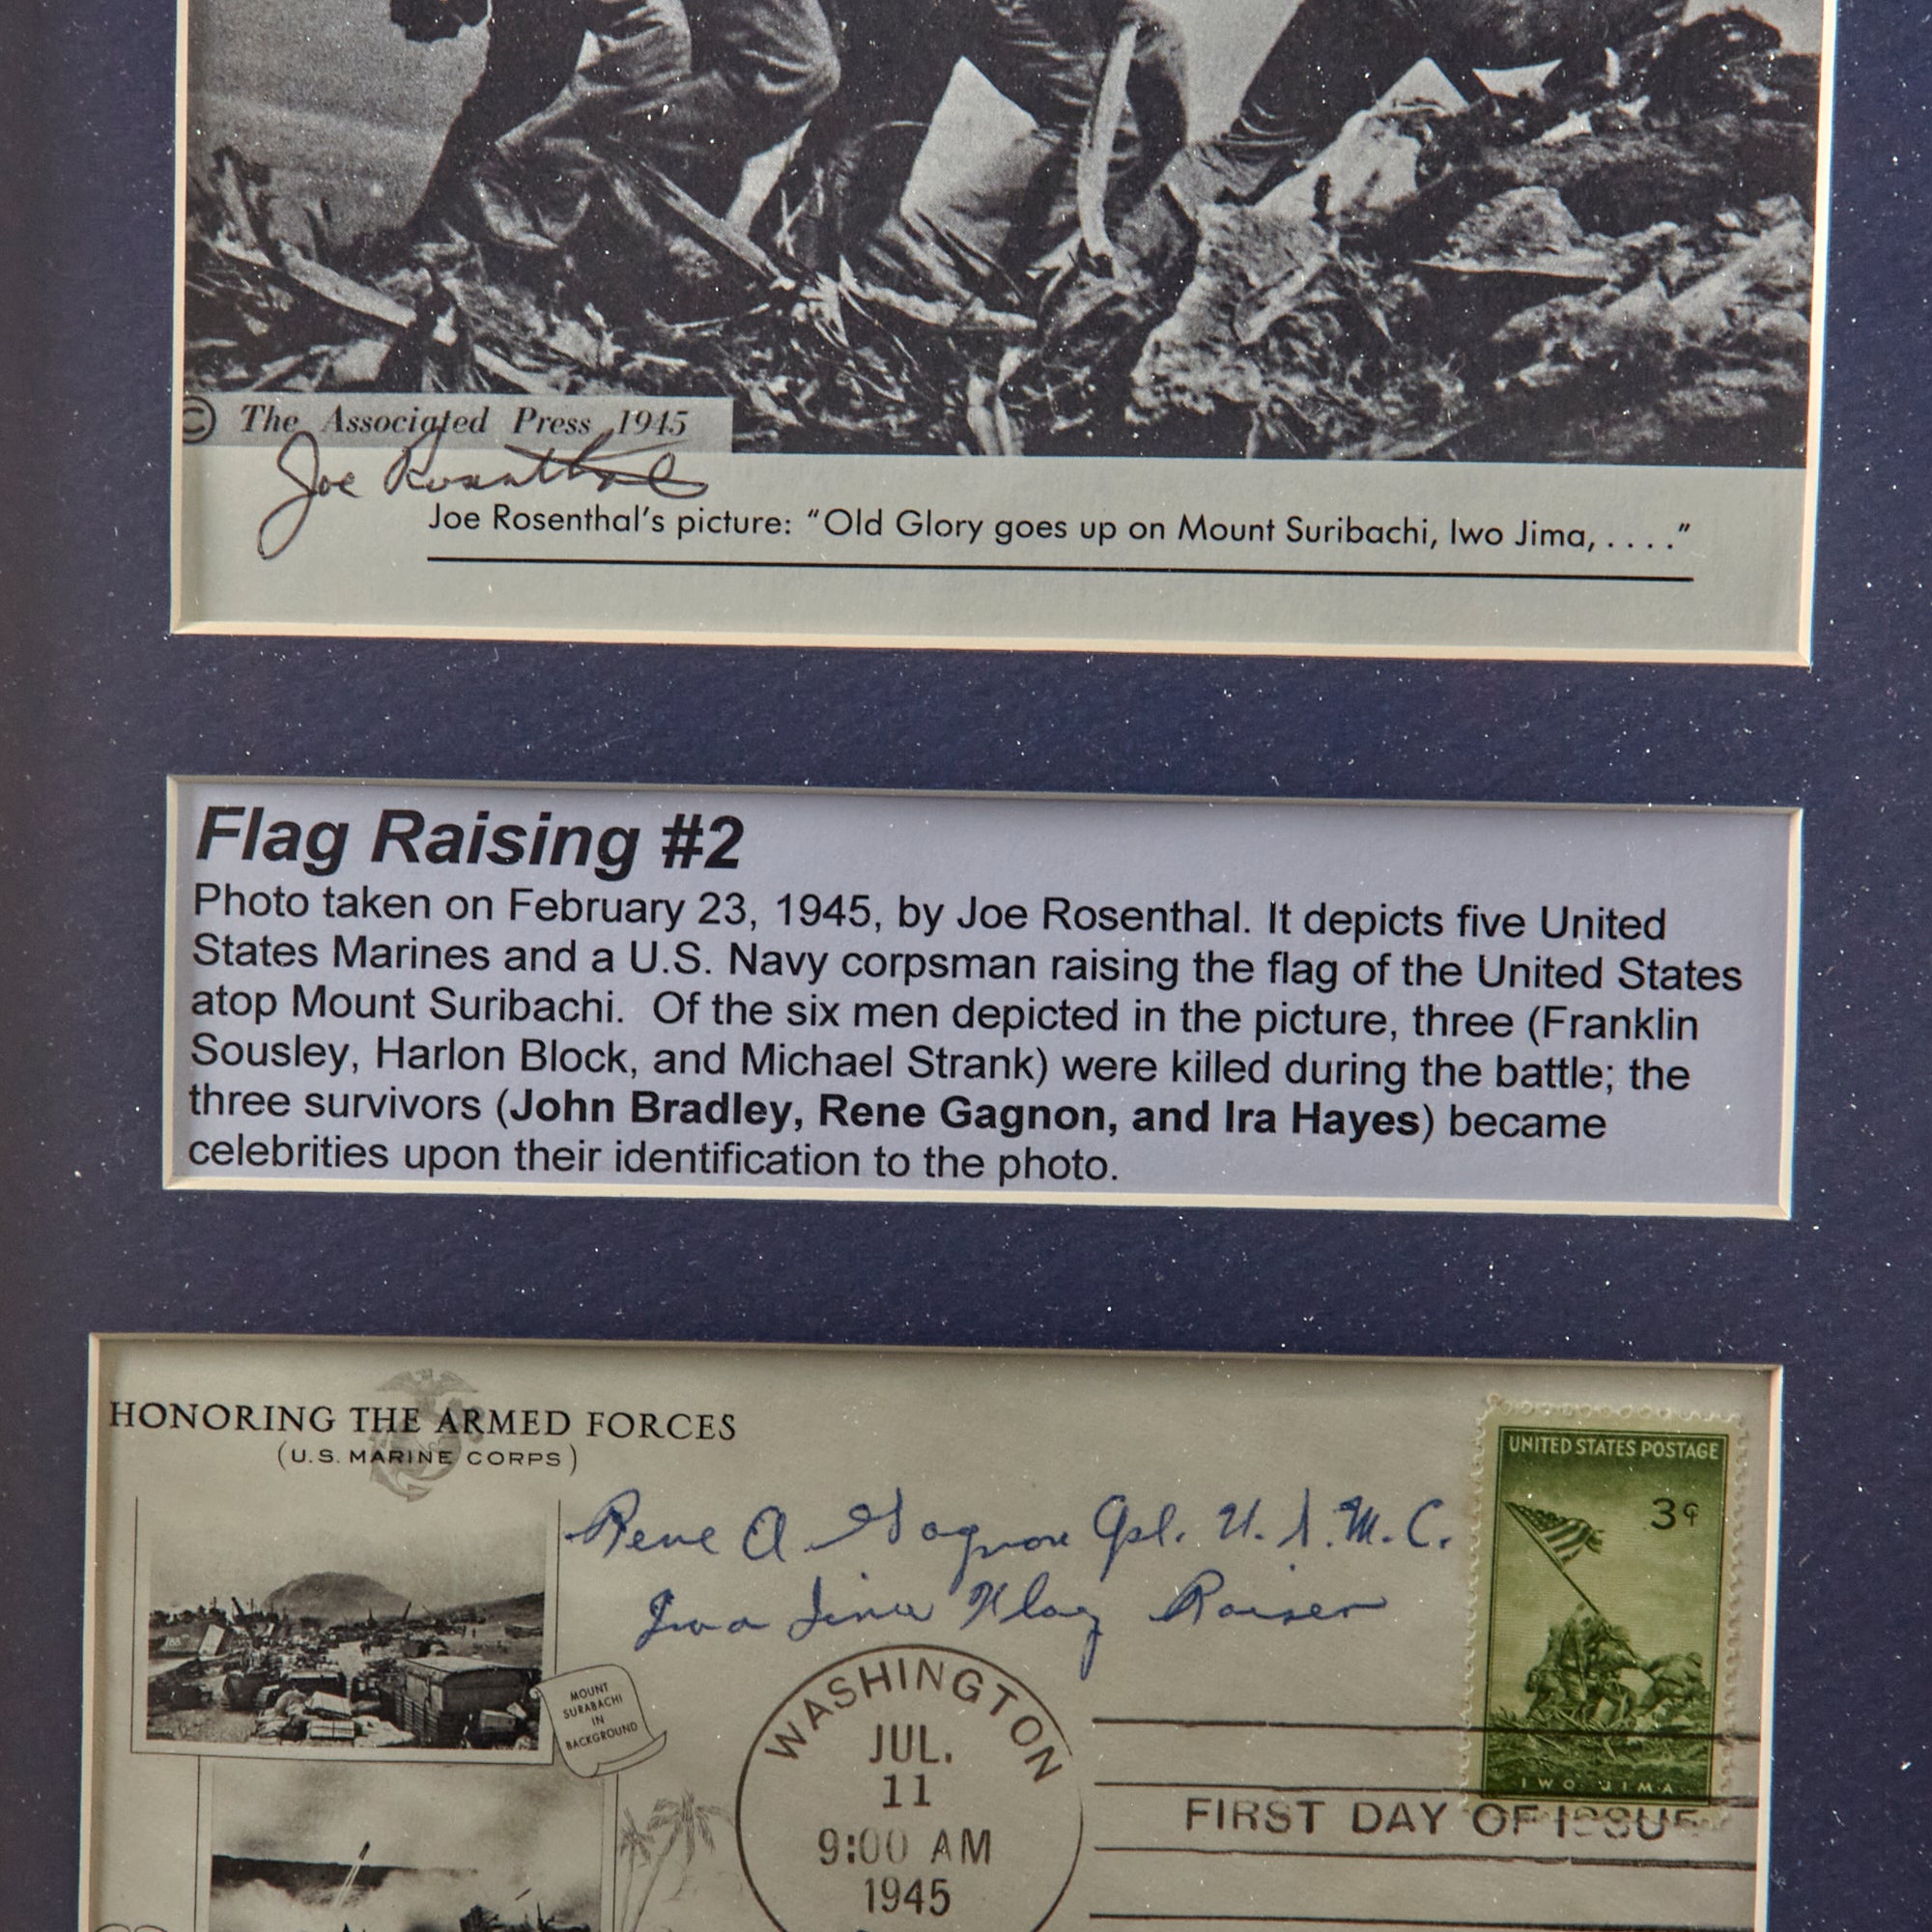 © The Associated Press 1945
Joe Rosenthal
Joe Rosenthal's picture: “Old Glory goes up on Mount Suribachi, Iwo Jima, . . . .”
Flag Raising #2
Photo taken on February 23, 1945, by Joe Rosenthal. It depicts five United
States Marines and a U.S. Navy corpsman raising the flag of the United States
atop Mount Suribachi.  Of the six men depicted in the picture, three (Franklin
Sousley, Harlon Block, and Michael Strank) were killed during the battle; the
three survivors (John Bradley, Rene Gagnon, and Ira Hayes) became
celebrities upon their identification to the photo.
HONORING THE ARMED FORCES
(U.S. MARINE CORPS)
Rene A Gagnon Cpl. U.S.M.C.
Iwo Jima Flag Raiser
UNITED STATES POSTAGE
3¢
IWO JIMA
MOUNT
SURABACHI
IN
BACKGROUND
WASHINGTON
JUL.
11
9:00 AM
1945
FIRST DAY OF ISSUE